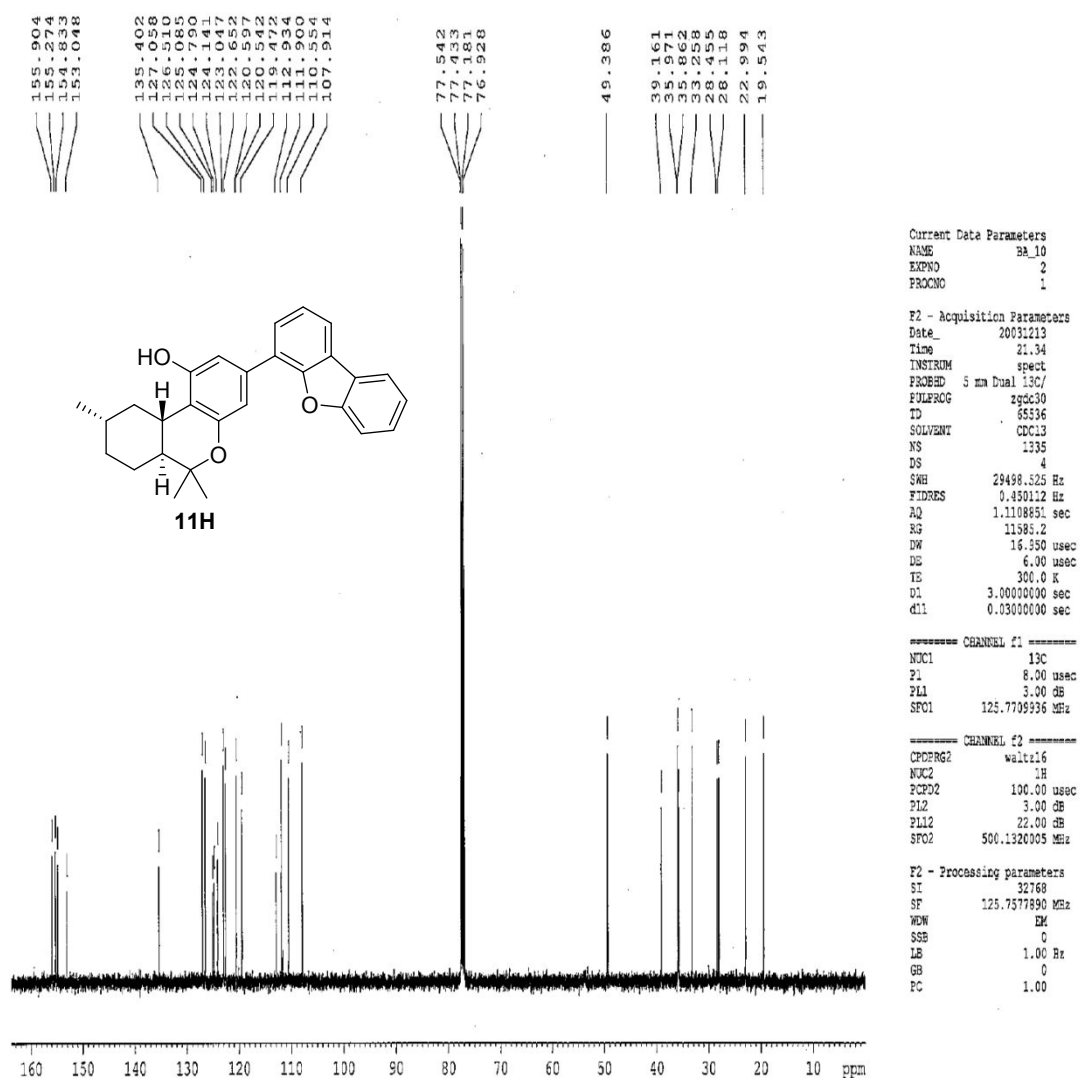 155.904
155.274
154.833
153.048
135.402
127.058
126.510
125.085
124.790
124.141
123.047
122.652
120.597
120.542
119.472
112.934
111.900
110.554
107.914
77.542
77.433
77.181
76.928
49.386
39.161
35.971
35.862
33.258
28.455
28.118
22.994
19.543
HO
H
O
O
H
11H
Current Data Parameters
NAME BA_10
EXPNO 2
PROCNO 1
F2 - Acquisition Parameters
Date_ 20031213
Time 21.34
INSTRUM spect
PROBHD 5 mm Dual 13C/
PULPROG zgdc30
TD 65536
SOLVENT CDCl3
NS 1335
DS 4
SWH 29498.525 Hz
FIDRES 0.450112 Hz
AQ 1.1108851 sec
RG 11585.2
DW 16.950 usec
DE 6.00 usec
TE 300.0 K
D1 3.00000000 sec
d11 0.03000000 sec
======== CHANNEL f1 ========
NUC1 13C
P1 8.00 usec
PL1 3.00 dB
SFO1 125.7709936 MHz
======== CHANNEL f2 ========
CPDPRG2 waltz16
NUC2 1H
PCPD2 100.00 usec
PL2 3.00 dB
PL12 22.00 dB
SFO2 500.1320005 MHz
F2 - Processing parameters
SI 32768
SF 125.7577890 MHz
WDW EM
SSB 0
LB 1.00 Hz
GB 0
PC 1.00
160 150 140 130 120 110 100 90 80 70 60 50 40 30 20 10 ppm